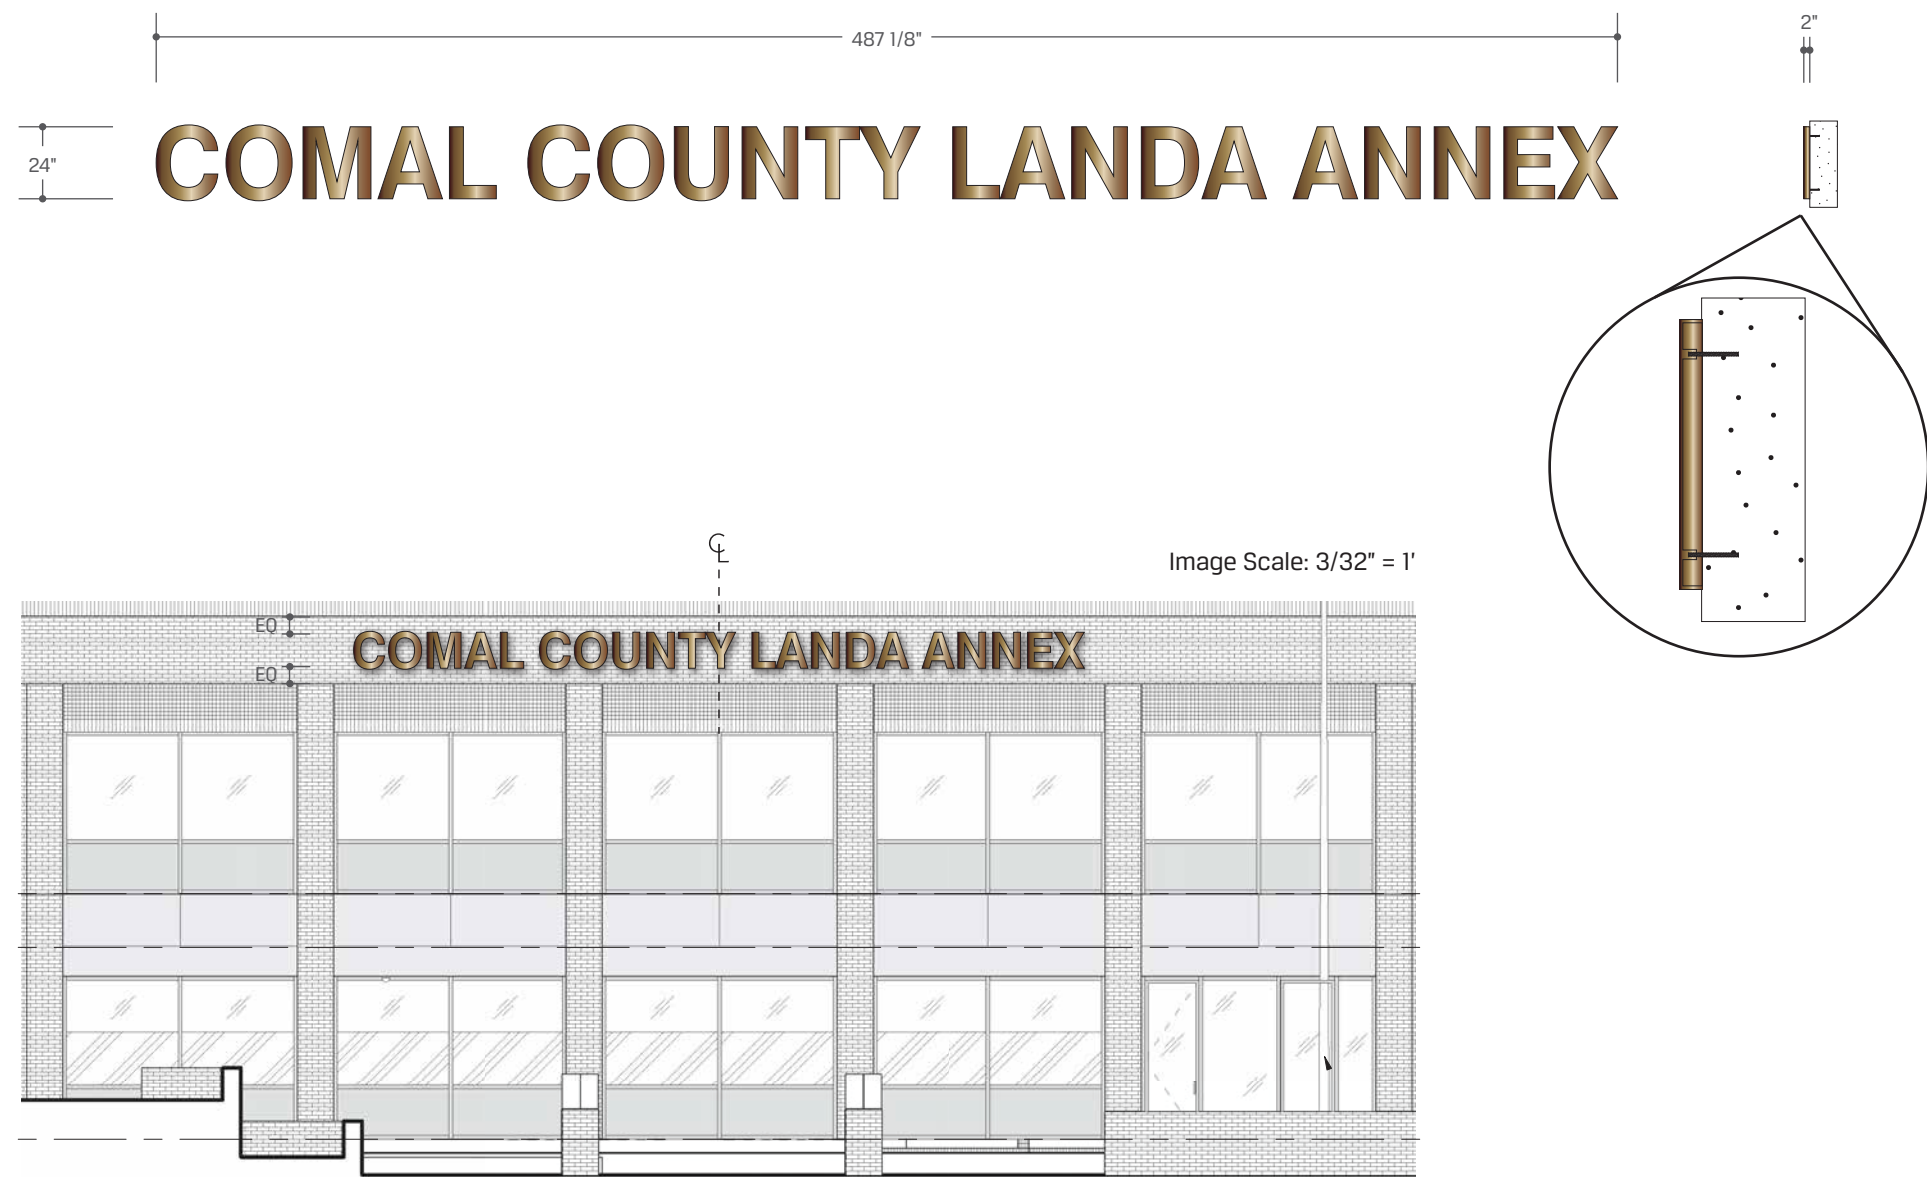 487 1/8"
2"
24"
COMAL COUNTY LANDA ANNEX
Image Scale: 3/32" = 1'
EQ
COMAL COUNTY LANDA ANNEX
EQ